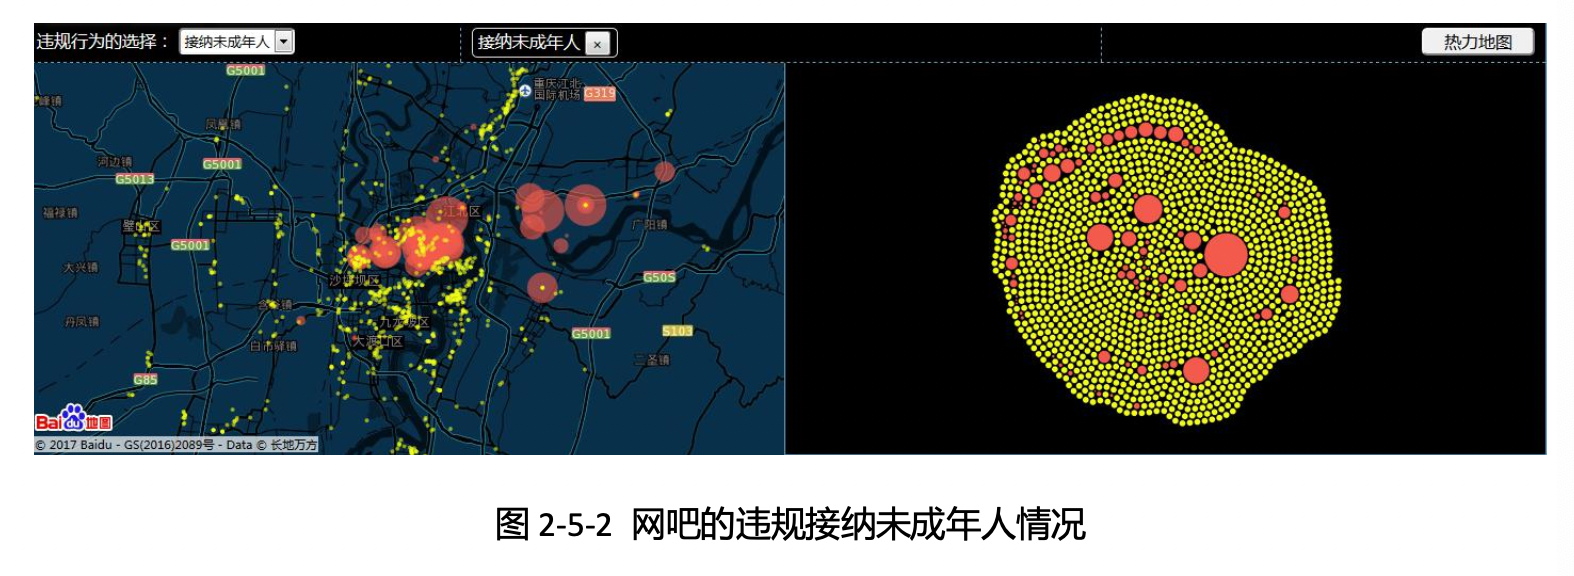 违规行为的选择： 接纳未成年人 接纳未成年人 × 热力地图
G5001
重庆江北
国际机场 G319
峰镇
凤凰镇
河边镇 G5001
G5013
福禄镇 江北区
璧山区 广阳镇
G5001
大兴镇
沙坪坝区 G50S
含谷镇
丹凤镇 九龙坡区
G5001 S103
白市驿镇 大渡口区
二圣镇
G85
Bai du 地图
© 2017 Baidu - GS(2016)2089号 - Data © 长地万方
图 2-5-2 网吧的违规接纳未成年人情况